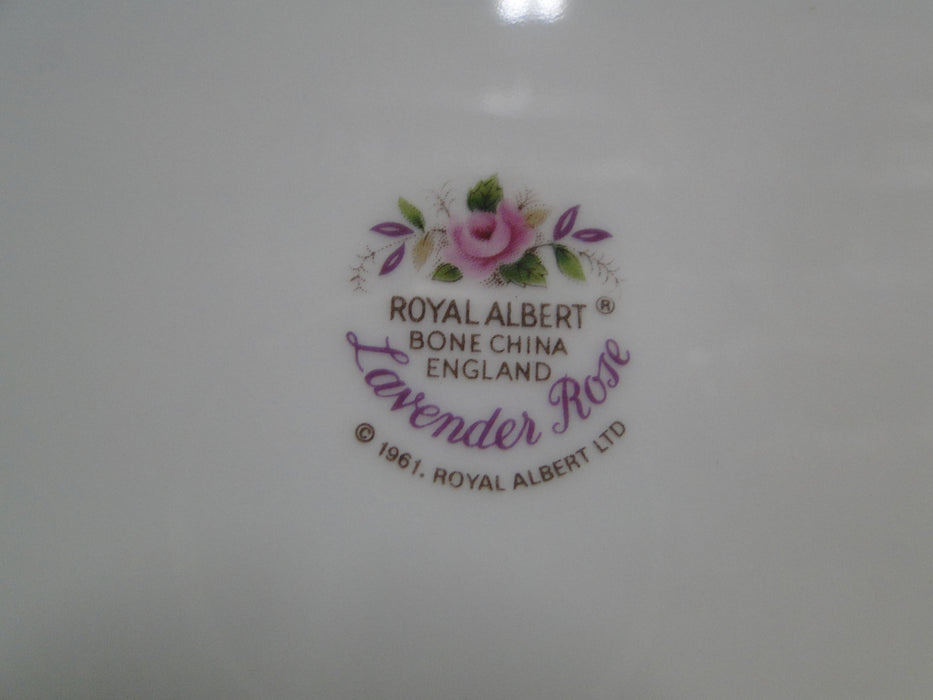 ROYAL ALBERT ®
BONE CHINA
ENGLAND
Lavender Rose
© 1961. ROYAL ALBERT LTD